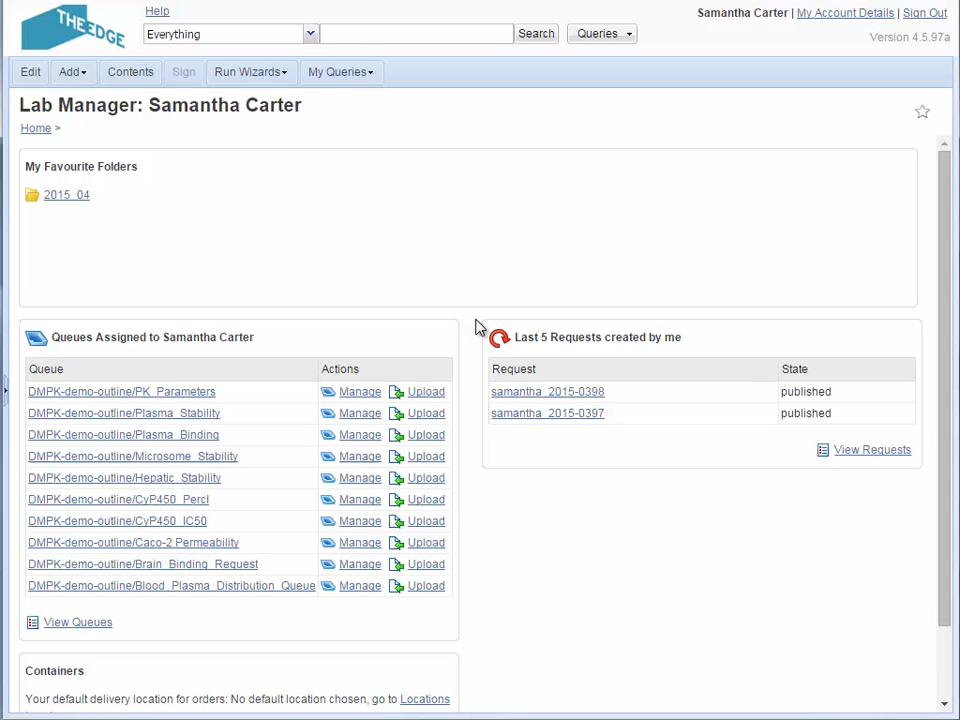 THE EDGE
Help
Samantha Carter | My Account Details | Sign Out
Everything
Search
Queries
Version 4.5.97a
Edit
Add
Contents
Sign
Run Wizards
My Queries
Lab Manager: Samantha Carter
Home >
My Favourite Folders
2015_04
Queues Assigned to Samantha Carter
Queue Actions
DMPK-demo-outline/PK_Parameters Manage Upload
DMPK-demo-outline/Plasma_Stability Manage Upload
DMPK-demo-outline/Plasma_Binding Manage Upload
DMPK-demo-outline/Microsome_Stability Manage Upload
DMPK-demo-outline/Hepatic_Stability Manage Upload
DMPK-demo-outline/CyP450_PercI Manage Upload
DMPK-demo-outline/CyP450_IC50 Manage Upload
DMPK-demo-outline/Caco-2 Permeability Manage Upload
DMPK-demo-outline/Brain_Binding_Request Manage Upload
DMPK-demo-outline/Blood_Plasma_Distribution_Queue Manage Upload
View Queues
Last 5 Requests created by me
Request State
samantha_2015-0398 published
samantha_2015-0397 published
View Requests
Containers
Your default delivery location for orders: No default location chosen, go to Locations